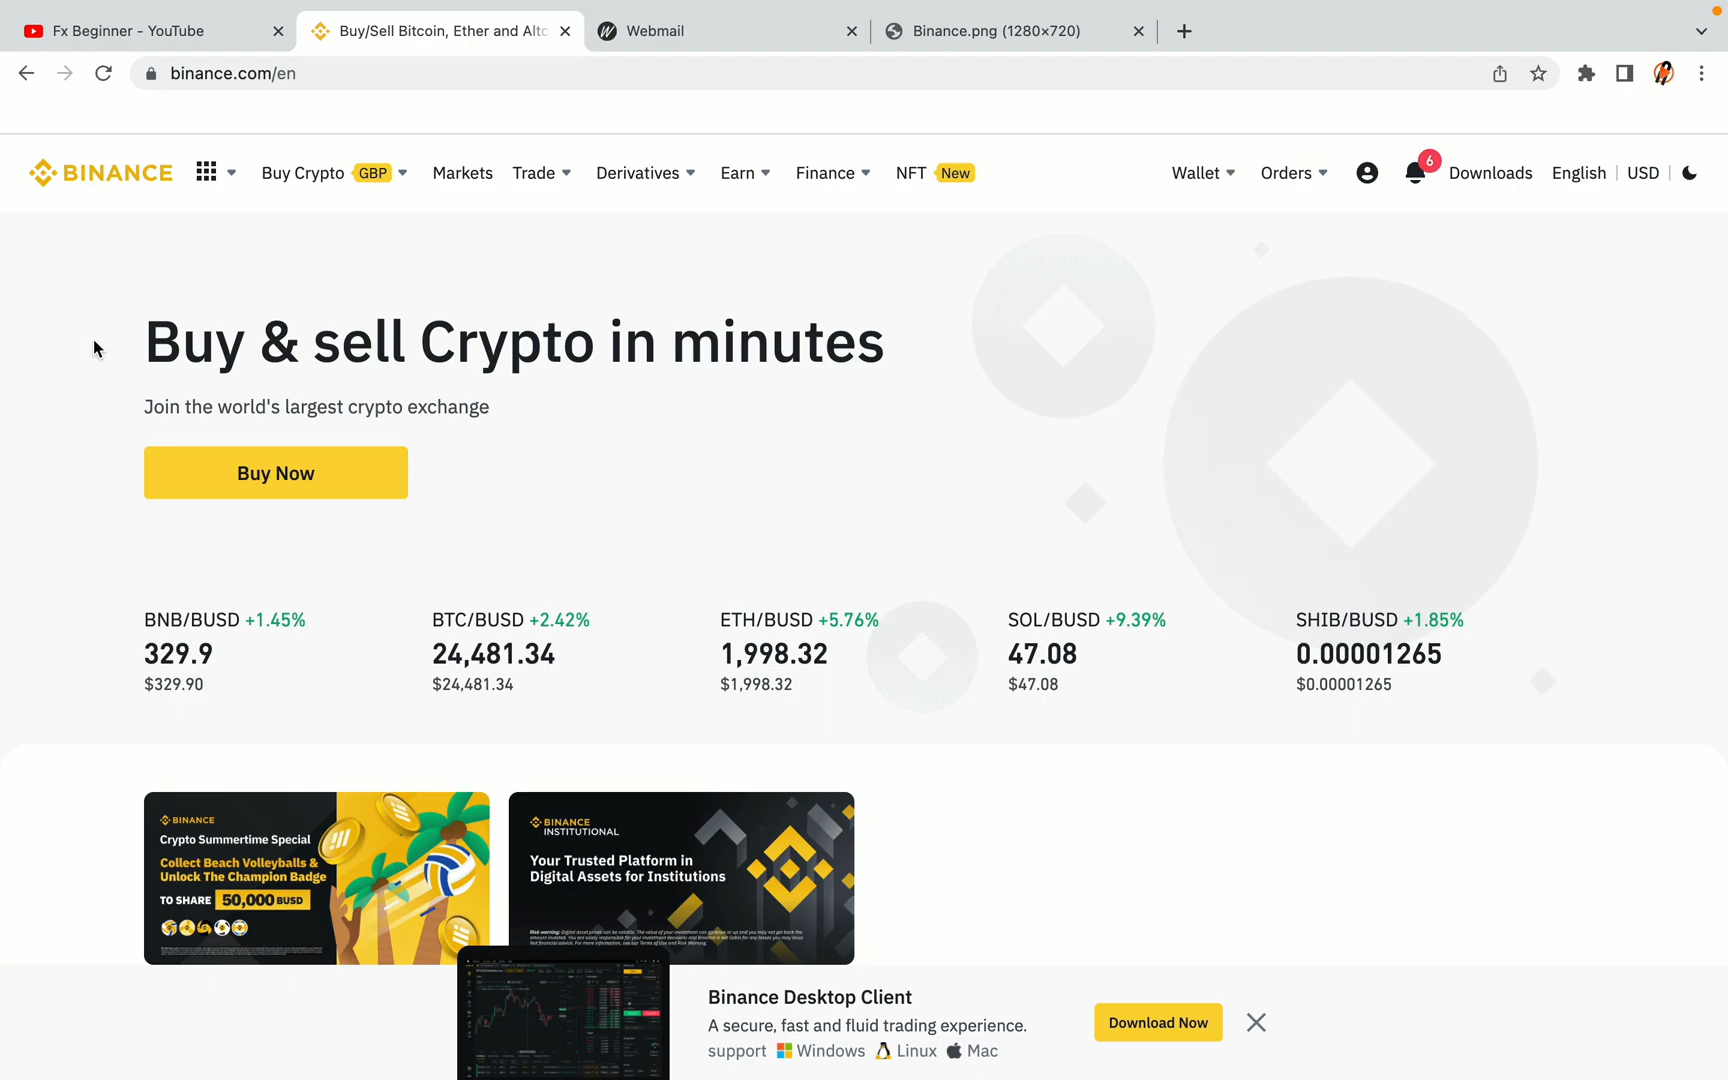 Fx Beginner - YouTube
Buy/Sell Bitcoin, Ether and Altc
Webmail
Binance.png (1280×720)
binance.com/en
BINANCE
Buy Crypto GBP
Markets
Trade
Derivatives
Earn
Finance
NFT New
Wallet
Orders
6
Downloads
English
USD
Buy & sell Crypto in minutes
Join the world's largest crypto exchange
Buy Now
BNB/BUSD +1.45%
329.9
$329.90
BTC/BUSD +2.42%
24,481.34
$24,481.34
ETH/BUSD +5.76%
1,998.32
$1,998.32
SOL/BUSD +9.39%
47.08
$47.08
SHIB/BUSD +1.85%
0.00001265
$0.00001265
BINANCE
Crypto Summertime Special
Collect Beach Volleyballs &
Unlock The Champion Badge
TO SHARE 50,000 BUSD
BINANCE
INSTITUTIONAL
Your Trusted Platform in
Digital Assets for Institutions
Binance Desktop Client
A secure, fast and fluid trading experience.
support Windows Linux Mac
Download Now